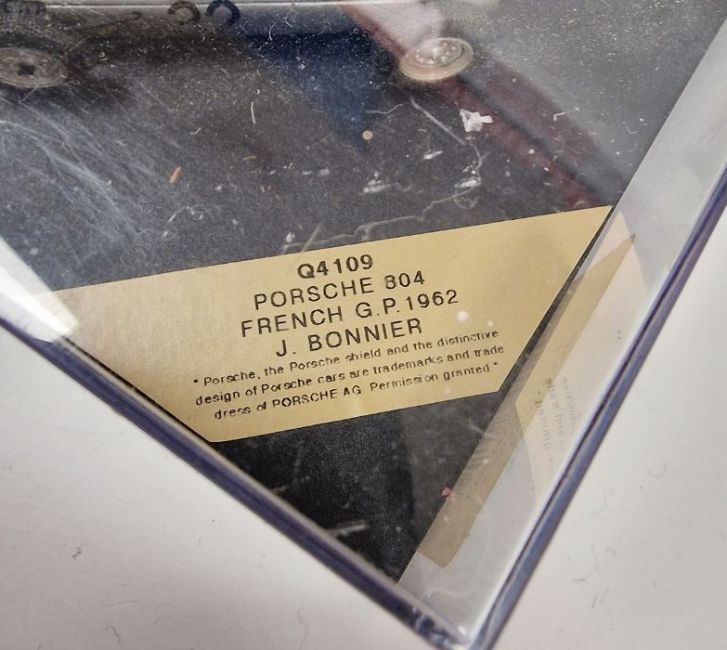 Q4109
PORSCHE 804
FRENCH G.P. 1962
J. BONNIER
" Porsche, the Porsche shield and the distinctive
design of Porsche cars are trademarks and trade
dress of PORSCHE AG. Permission granted."